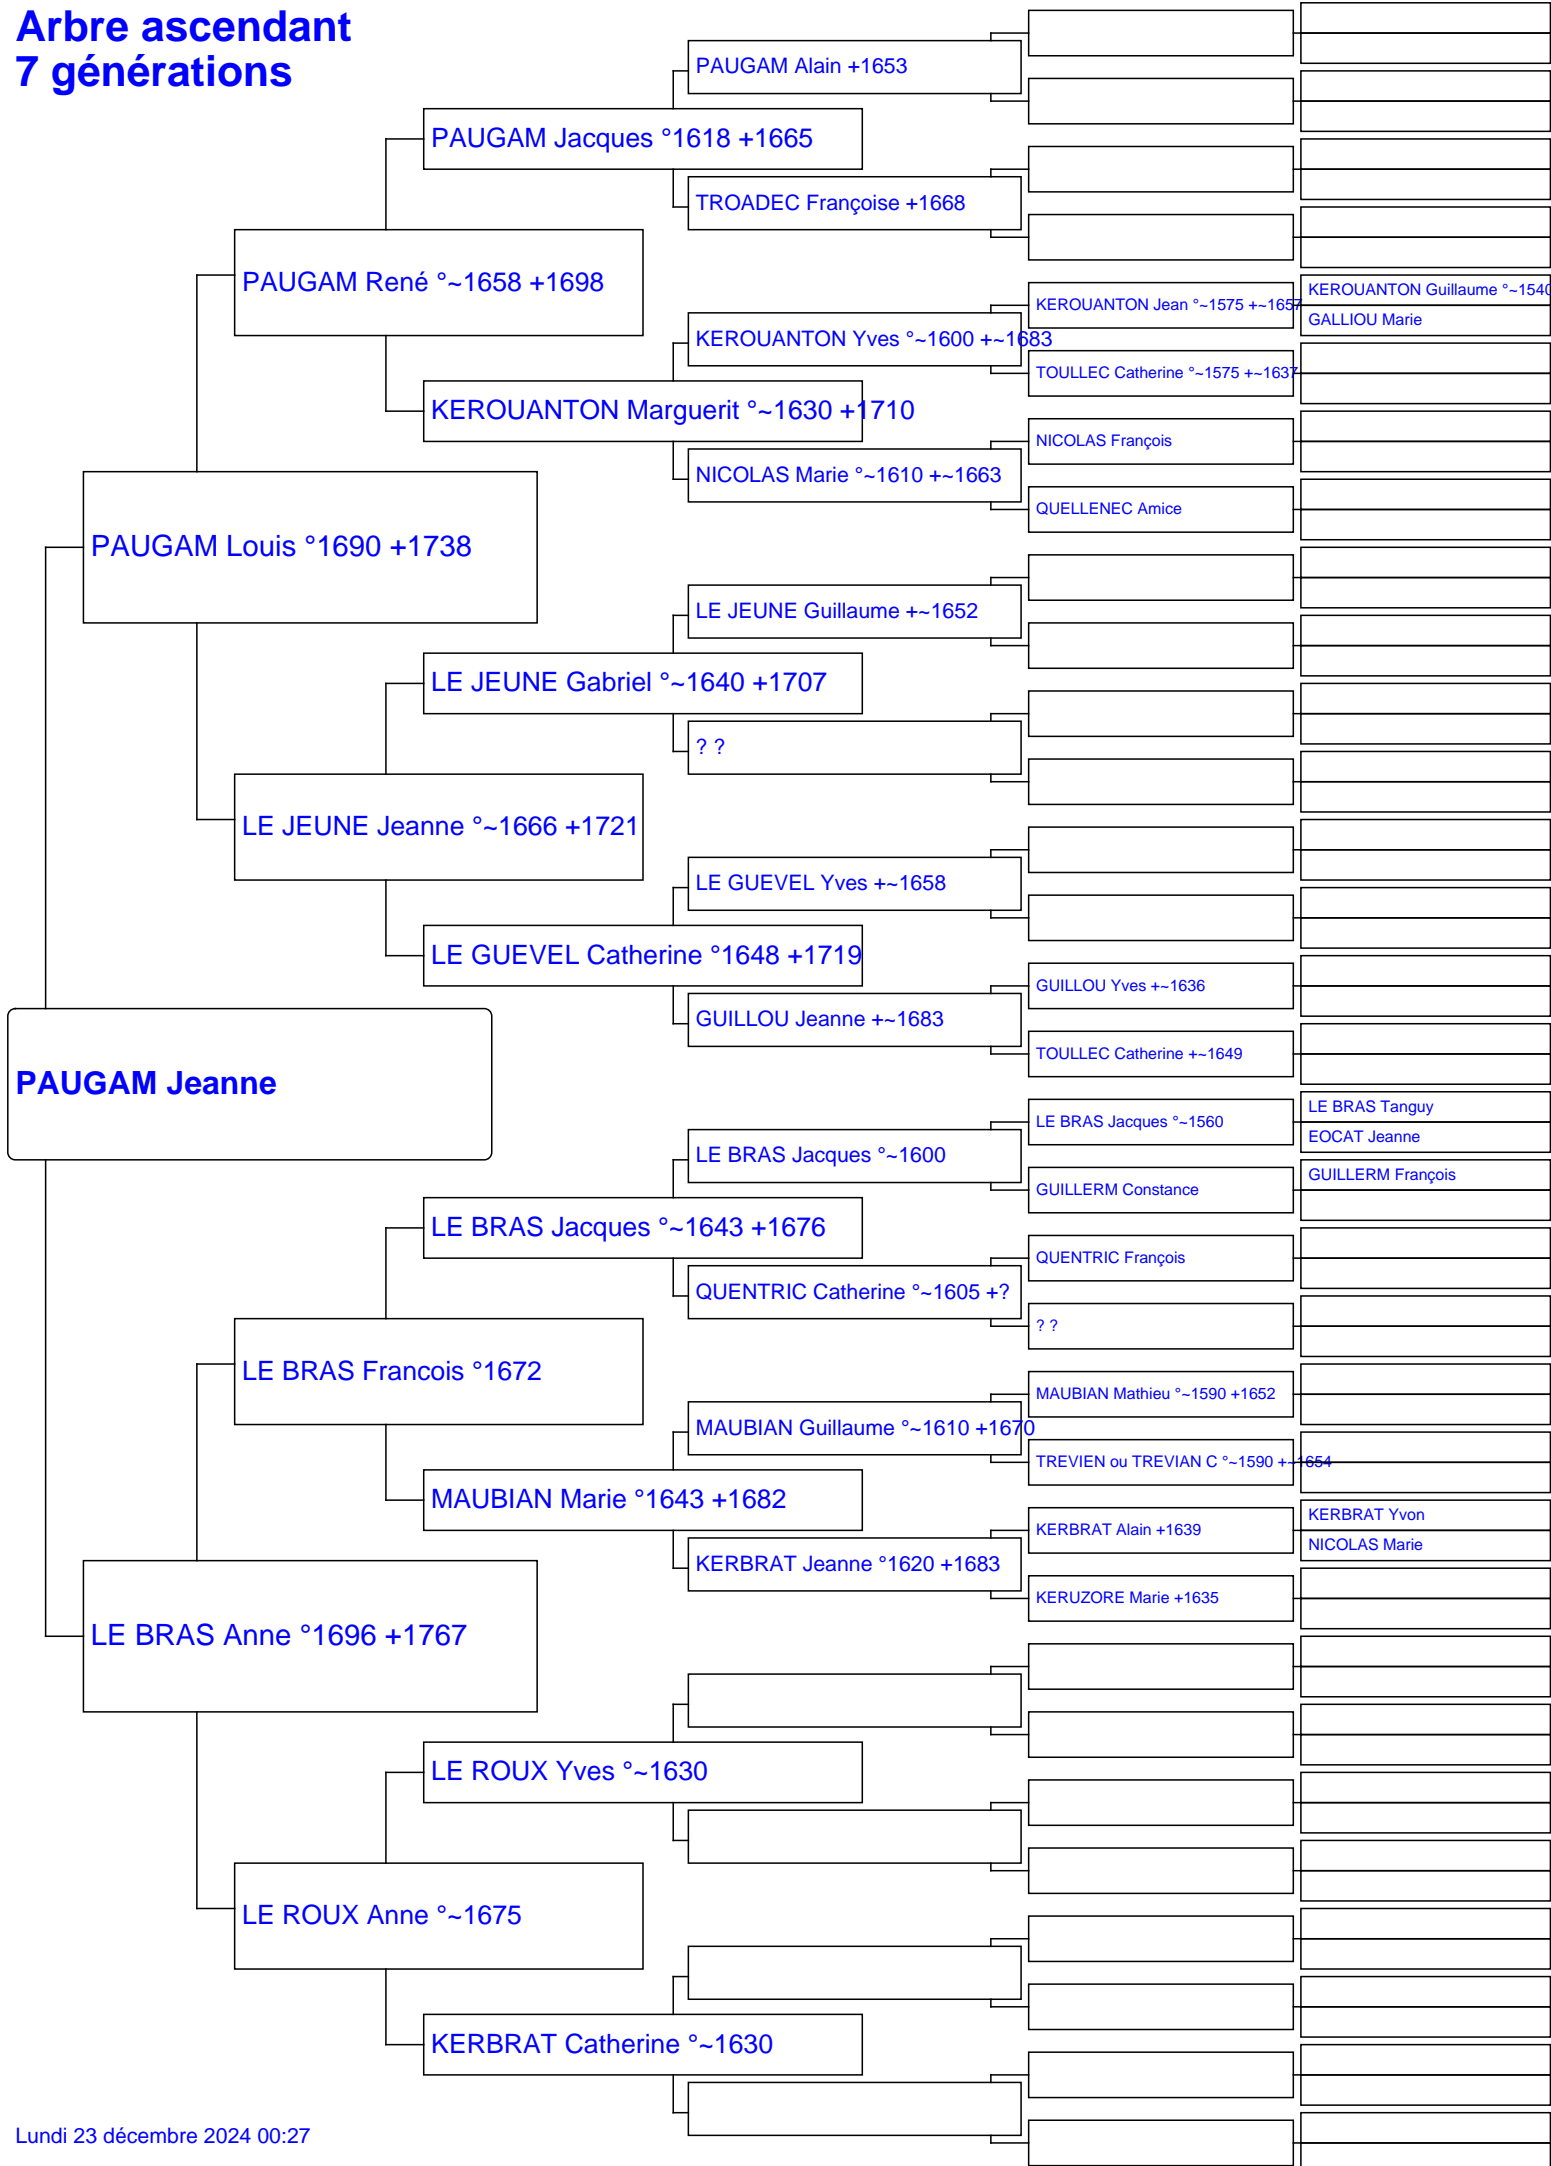 Arbre ascendant
7 générations
PAUGAM Alain +1653
PAUGAM Jacques °1618 +1665
TROADEC Françoise +1668
PAUGAM René °~1658 +1698
KEROUANTON Guillaume °~1540
KEROUANTON Jean °~1575 +~1657
GALLIOU Marie
KEROUANTON Yves °~1600 +~1683
TOULLEC Catherine °~1575 +~1637
KEROUANTON Marguerit °~1630 +1710
NICOLAS François
NICOLAS Marie °~1610 +~1663
QUELLENEC Amice
PAUGAM Louis °1690 +1738
LE JEUNE Guillaume +~1652
LE JEUNE Gabriel °~1640 +1707
? ?
LE JEUNE Jeanne °~1666 +1721
LE GUEVEL Yves +~1658
LE GUEVEL Catherine °1648 +1719
GUILLOU Yves +~1636
GUILLOU Jeanne +~1683
TOULLEC Catherine +~1649
PAUGAM Jeanne
LE BRAS Tanguy
LE BRAS Jacques °~1560
EOCAT Jeanne
LE BRAS Jacques °~1600
GUILLERM François
GUILLERM Constance
LE BRAS Jacques °~1643 +1676
QUENTRIC François
QUENTRIC Catherine °~1605 +?
? ?
LE BRAS Francois °1672
MAUBIAN Mathieu °~1590 +1652
MAUBIAN Guillaume °~1610 +1670
TREVIEN ou TREVIAN C °~1590 +~1654
MAUBIAN Marie °1643 +1682
KERBRAT Yvon
KERBRAT Alain +1639
NICOLAS Marie
KERBRAT Jeanne °1620 +1683
KERUZORE Marie +1635
LE BRAS Anne °1696 +1767
LE ROUX Yves °~1630
LE ROUX Anne °~1675
KERBRAT Catherine °~1630
Lundi 23 décembre 2024 00:27